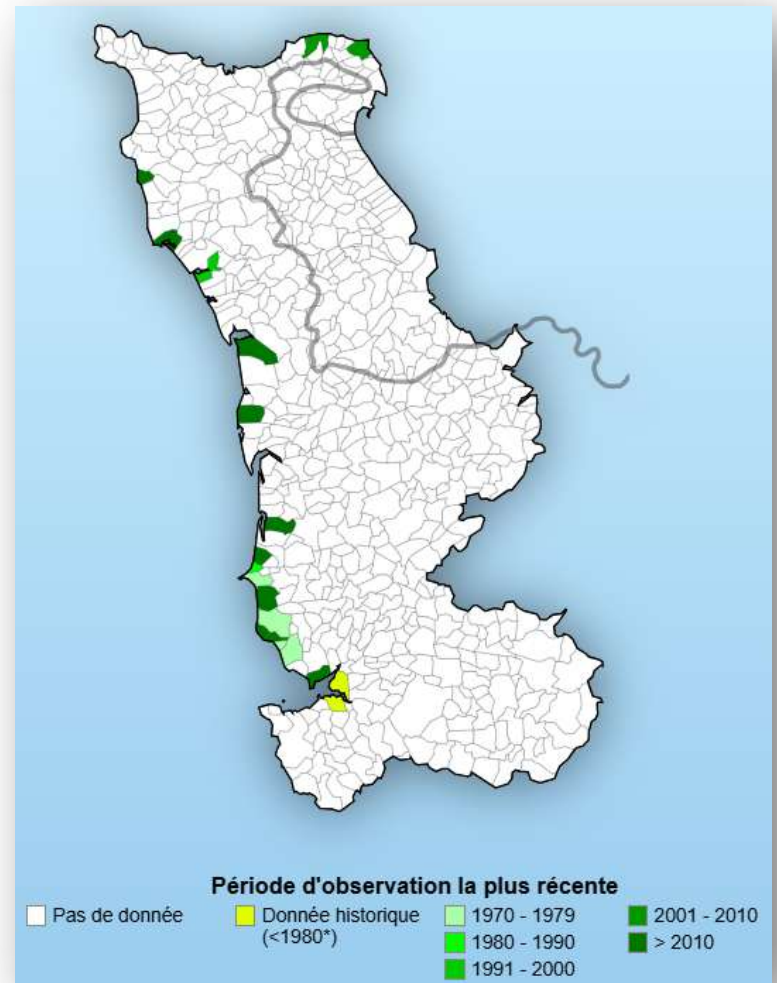 Période d'observation la plus récente
Pas de donnée
Donnée historique
(<1980*)
1970 - 1979
1980 - 1990
1991 - 2000
2001 - 2010
> 2010